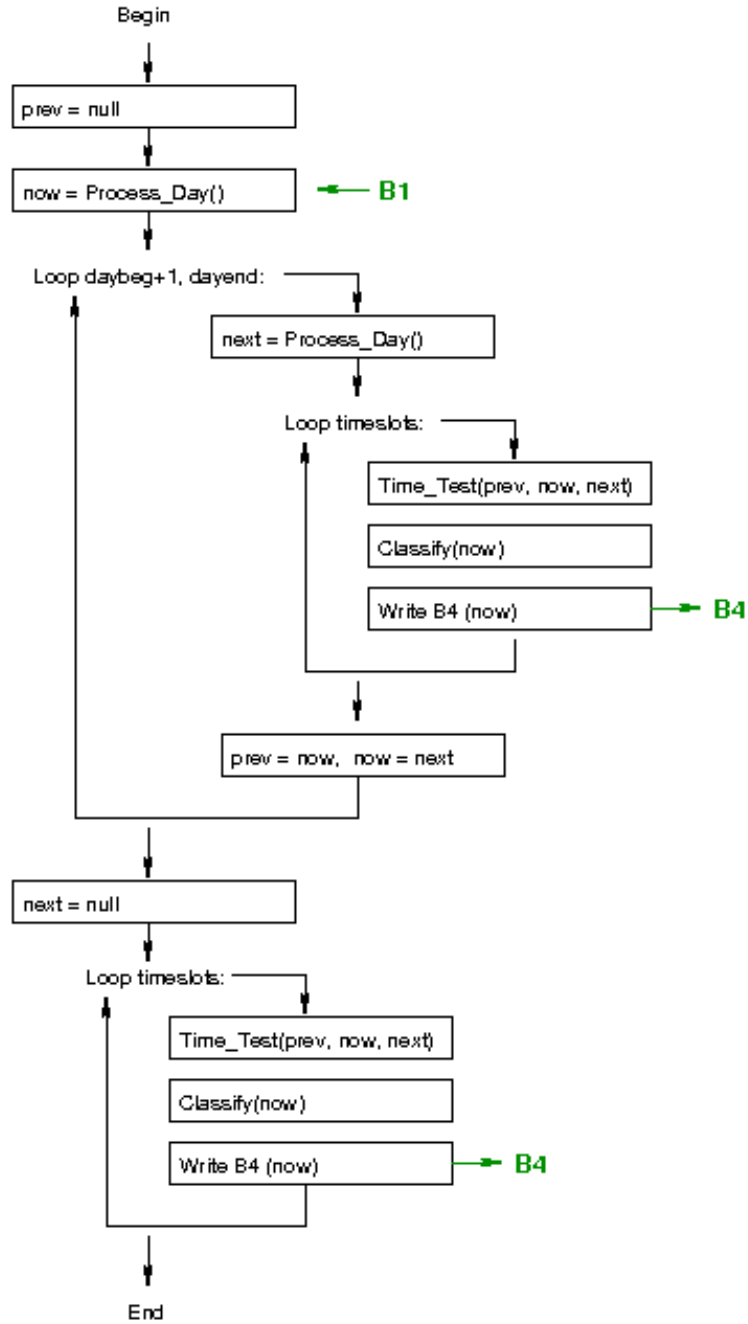 Begin
prev = null
now = Process_Day()
B1
Loop daybeg+1, dayend:
next = Process_Day()
Loop timeslots:
Time_Test(prev, now, next)
Classify(now)
Write B4 (now)
B4
prev = now, now = next
next = null
Loop timeslots:
Time_Test(prev, now, next)
Classify(now)
Write B4 (now)
B4
End